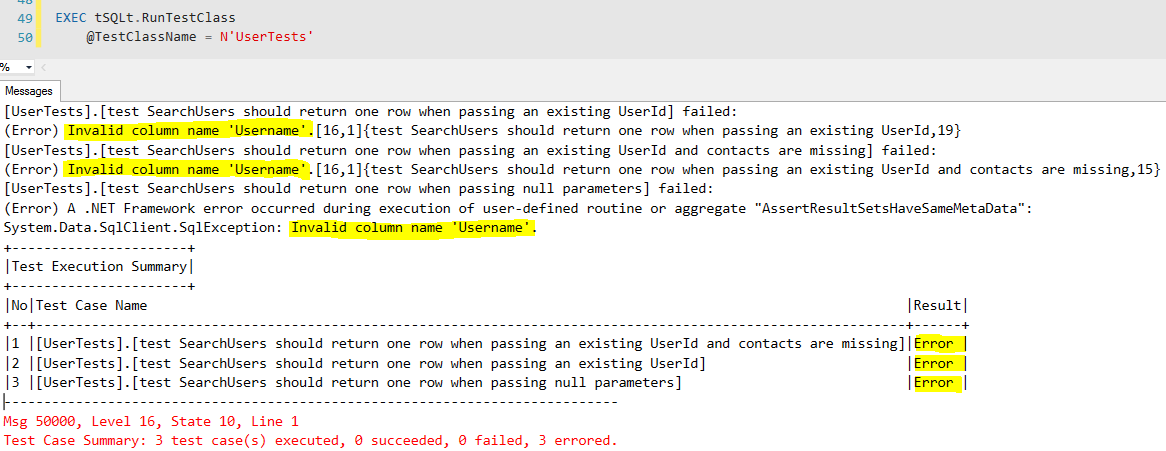 48
49 EXEC tSQLt.RunTestClass
50 @TestClassName = N'UserTests'
%
Messages
[UserTests].[test SearchUsers should return one row when passing an existing UserId] failed:
(Error) Invalid column name 'Username'.[16,1]{test SearchUsers should return one row when passing an existing UserId,19}
[UserTests].[test SearchUsers should return one row when passing an existing UserId and contacts are missing] failed:
(Error) Invalid column name 'Username'.[16,1]{test SearchUsers should return one row when passing an existing UserId and contacts are missing,15}
[UserTests].[test SearchUsers should return one row when passing null parameters] failed:
(Error) A .NET Framework error occurred during execution of user-defined routine or aggregate "AssertResultSetsHaveSameMetaData":
System.Data.SqlClient.SqlException: Invalid column name 'Username'.
+----------------------+
|Test Execution Summary|
+----------------------+
|No|Test Case Name |Result|
+--+------------------------------------------------------------------------------------------------------------+-------+
|1 |[UserTests].[test SearchUsers should return one row when passing an existing UserId and contacts are missing]|Error |
|2 |[UserTests].[test SearchUsers should return one row when passing an existing UserId] |Error |
|3 |[UserTests].[test SearchUsers should return one row when passing null parameters] |Error |
-----------------------------------------------------------------------------
Msg 50000, Level 16, State 10, Line 1
Test Case Summary: 3 test case(s) executed, 0 succeeded, 0 failed, 3 errored.